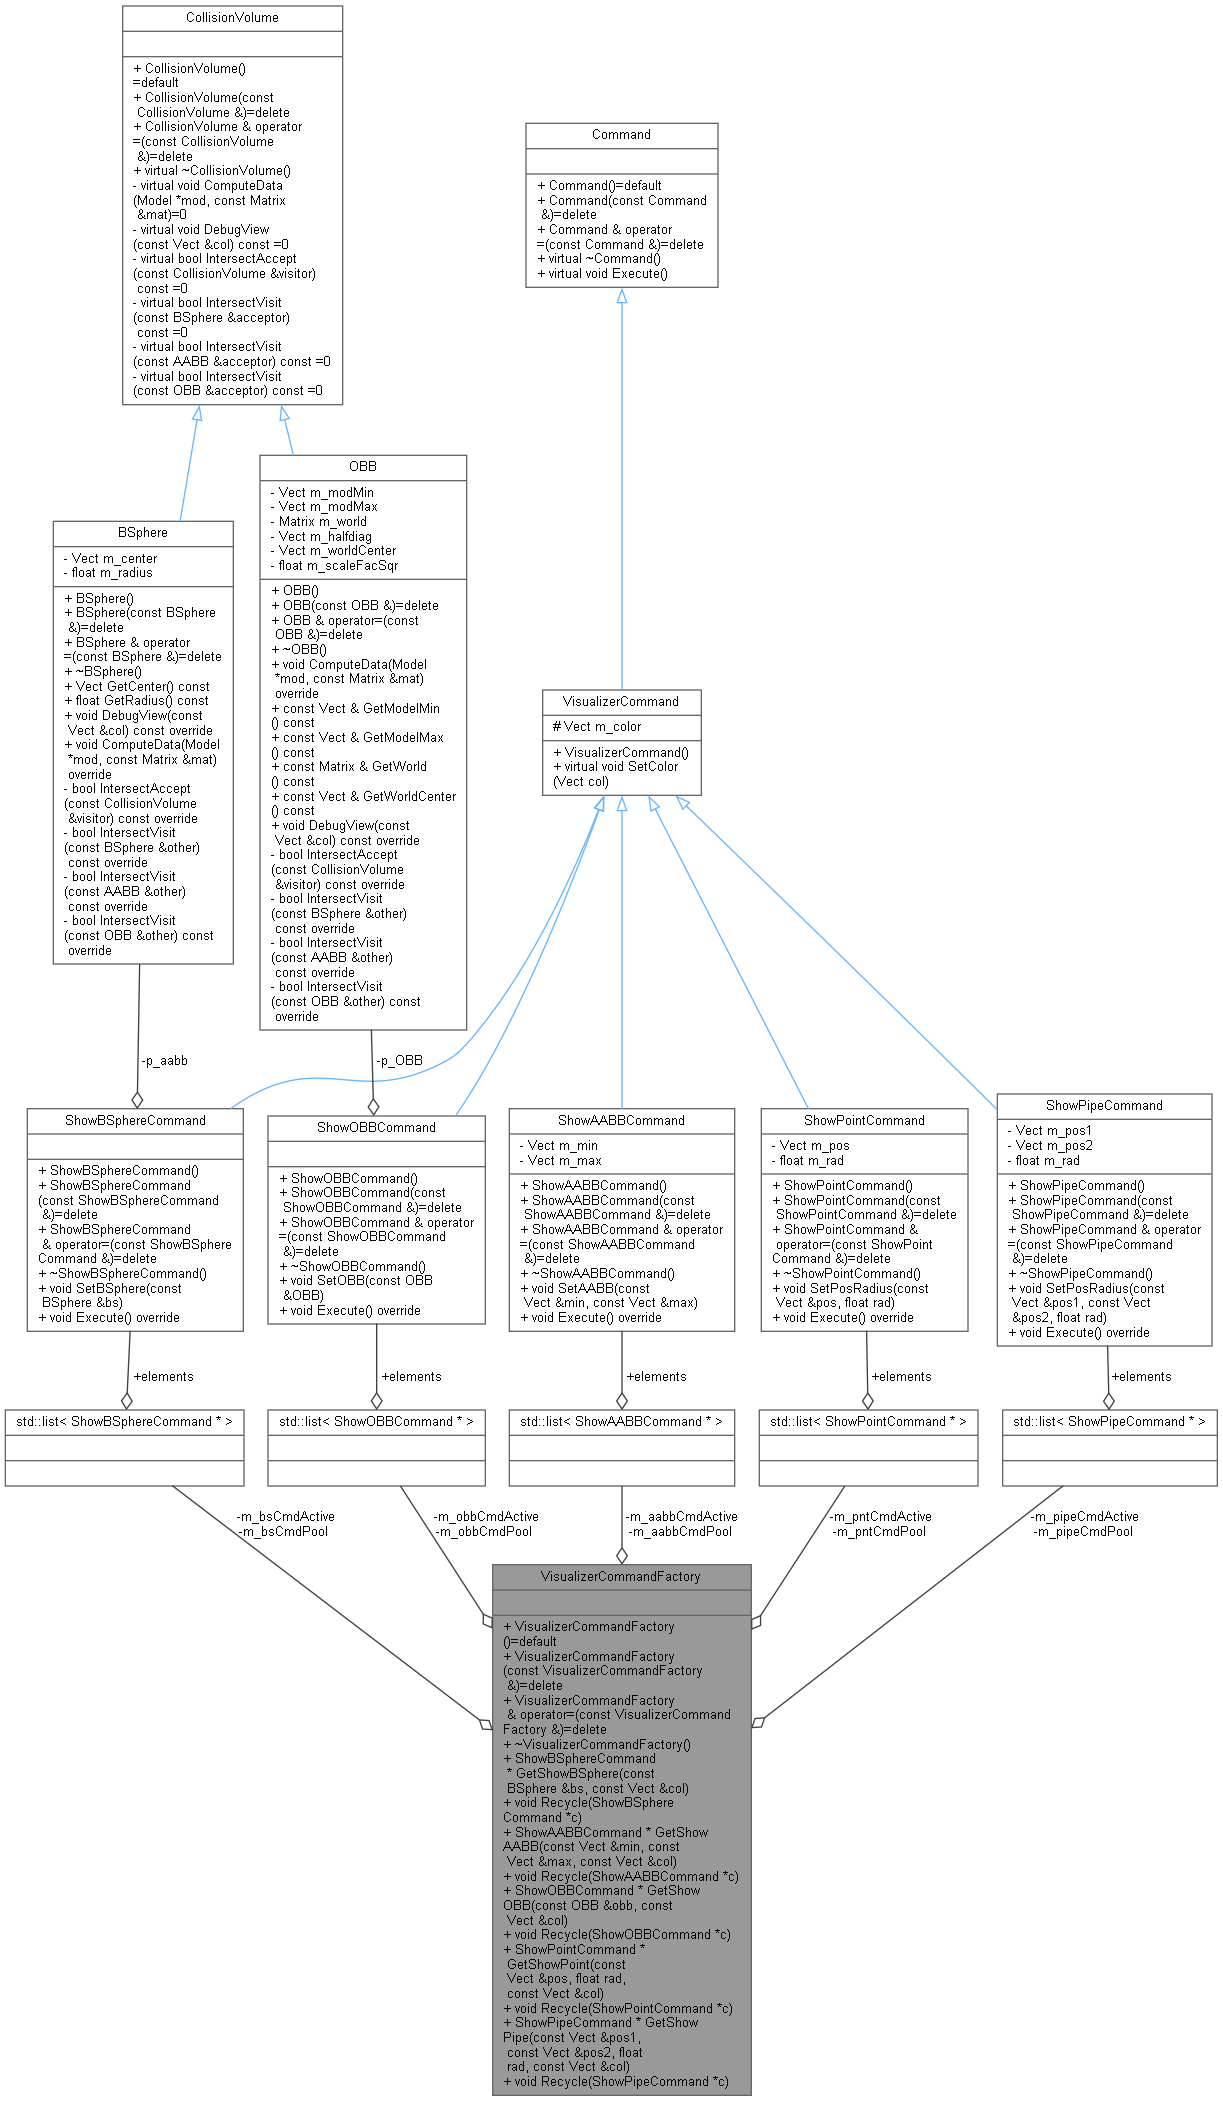 CollisionVolume
+ CollisionVolume()
=default
+ CollisionVolume(const
CollisionVolume &)=delete
+ CollisionVolume & operator
=(const CollisionVolume
&)=delete
+ virtual ~CollisionVolume()
- virtual void ComputeData
(Model *mod, const Matrix
&mat)=0
- virtual void DebugView
(const Vect &col) const =0
- virtual bool IntersectAccept
(const CollisionVolume &visitor)
const =0
- virtual bool IntersectVisit
(const BSphere &acceptor)
const =0
- virtual bool IntersectVisit
(const AABB &acceptor) const =0
- virtual bool IntersectVisit
(const OBB &acceptor) const =0
Command
+ Command()=default
+ Command(const Command
&)=delete
+ Command & operator
=(const Command &)=delete
+ virtual ~Command()
+ virtual void Execute()
BSphere
- Vect m_center
- float m_radius
+ BSphere()
+ BSphere(const BSphere
&)=delete
+ BSphere & operator
=(const BSphere &)=delete
+ ~BSphere()
+ Vect GetCenter() const
+ float GetRadius() const
+ void DebugView(const
Vect &col) const override
+ void ComputeData(Model
*mod, const Matrix &mat)
override
- bool IntersectAccept
(const CollisionVolume
&visitor) const override
- bool IntersectVisit
(const BSphere &other)
const override
- bool IntersectVisit
(const AABB &other)
const override
- bool IntersectVisit
(const OBB &other) const
override
OBB
- Vect m_modMin
- Vect m_modMax
- Matrix m_world
- Vect m_halfdiag
- Vect m_worldCenter
- float m_scaleFacSqr
+ OBB()
+ OBB(const OBB &)=delete
+ OBB & operator=(const
OBB &)=delete
+ ~OBB()
+ void ComputeData(Model
*mod, const Matrix &mat)
override
+ const Vect & GetModelMin
() const
+ const Vect & GetModelMax
() const
+ const Matrix & GetWorld
() const
+ const Vect & GetWorldCenter
() const
+ void DebugView(const
Vect &col) const override
- bool IntersectAccept
(const CollisionVolume
&visitor) const override
- bool IntersectVisit
(const BSphere &other)
const override
- bool IntersectVisit
(const AABB &other)
const override
- bool IntersectVisit
(const OBB &other) const
override
VisualizerCommand
# Vect m_color
+ VisualizerCommand()
+ virtual void SetColor
(Vect col)
-p_aabb
-p_OBB
ShowBSphereCommand
+ ShowBSphereCommand()
+ ShowBSphereCommand
(const ShowBSphereCommand
&)=delete
+ ShowBSphereCommand
& operator=(const ShowBSphere
Command &)=delete
+ ~ShowBSphereCommand()
+ void SetBSphere(const
BSphere &bs)
+ void Execute() override
ShowOBBCommand
+ ShowOBBCommand()
+ ShowOBBCommand(const
ShowOBBCommand &)=delete
+ ShowOBBCommand & operator
=(const ShowOBBCommand
&)=delete
+ ~ShowOBBCommand()
+ void SetOBB(const OBB
&OBB)
+ void Execute() override
ShowAABBCommand
- Vect m_min
- Vect m_max
+ ShowAABBCommand()
+ ShowAABBCommand(const
ShowAABBCommand &)=delete
+ ShowAABBCommand & operator
=(const ShowAABBCommand
&)=delete
+ ~ShowAABBCommand()
+ void SetAABB(const
Vect &min, const Vect &max)
+ void Execute() override
ShowPointCommand
- Vect m_pos
- float m_rad
+ ShowPointCommand()
+ ShowPointCommand(const
ShowPointCommand &)=delete
+ ShowPointCommand &
operator=(const ShowPoint
Command &)=delete
+ ~ShowPointCommand()
+ void SetPosRadius(const
Vect &pos, float rad)
+ void Execute() override
ShowPipeCommand
- Vect m_pos1
- Vect m_pos2
- float m_rad
+ ShowPipeCommand()
+ ShowPipeCommand(const
ShowPipeCommand &)=delete
+ ShowPipeCommand & operator
=(const ShowPipeCommand
&)=delete
+ ~ShowPipeCommand()
+ void SetPosRadius(const
Vect &pos1, const Vect
&pos2, float rad)
+ void Execute() override
+elements
+elements
+elements
+elements
+elements
std::list< ShowBSphereCommand * >
std::list< ShowOBBCommand * >
std::list< ShowAABBCommand * >
std::list< ShowPointCommand * >
std::list< ShowPipeCommand * >
-m_bsCmdActive
-m_bsCmdPool
-m_obbCmdActive
-m_obbCmdPool
-m_aabbCmdActive
-m_aabbCmdPool
-m_pntCmdActive
-m_pntCmdPool
-m_pipeCmdActive
-m_pipeCmdPool
VisualizerCommandFactory
+ VisualizerCommandFactory
()=default
+ VisualizerCommandFactory
(const VisualizerCommandFactory
&)=delete
+ VisualizerCommandFactory
& operator=(const VisualizerCommand
Factory &)=delete
+ ~VisualizerCommandFactory()
+ ShowBSphereCommand
* GetShowBSphere(const
BSphere &bs, const Vect &col)
+ void Recycle(ShowBSphere
Command *c)
+ ShowAABBCommand * GetShow
AABB(const Vect &min, const
Vect &max, const Vect &col)
+ void Recycle(ShowAABBCommand *c)
+ ShowOBBCommand * GetShow
OBB(const OBB &obb, const
Vect &col)
+ void Recycle(ShowOBBCommand *c)
+ ShowPointCommand *
GetShowPoint(const
Vect &pos, float rad,
const Vect &col)
+ void Recycle(ShowPointCommand *c)
+ ShowPipeCommand * GetShow
Pipe(const Vect &pos1,
const Vect &pos2, float
rad, const Vect &col)
+ void Recycle(ShowPipeCommand *c)